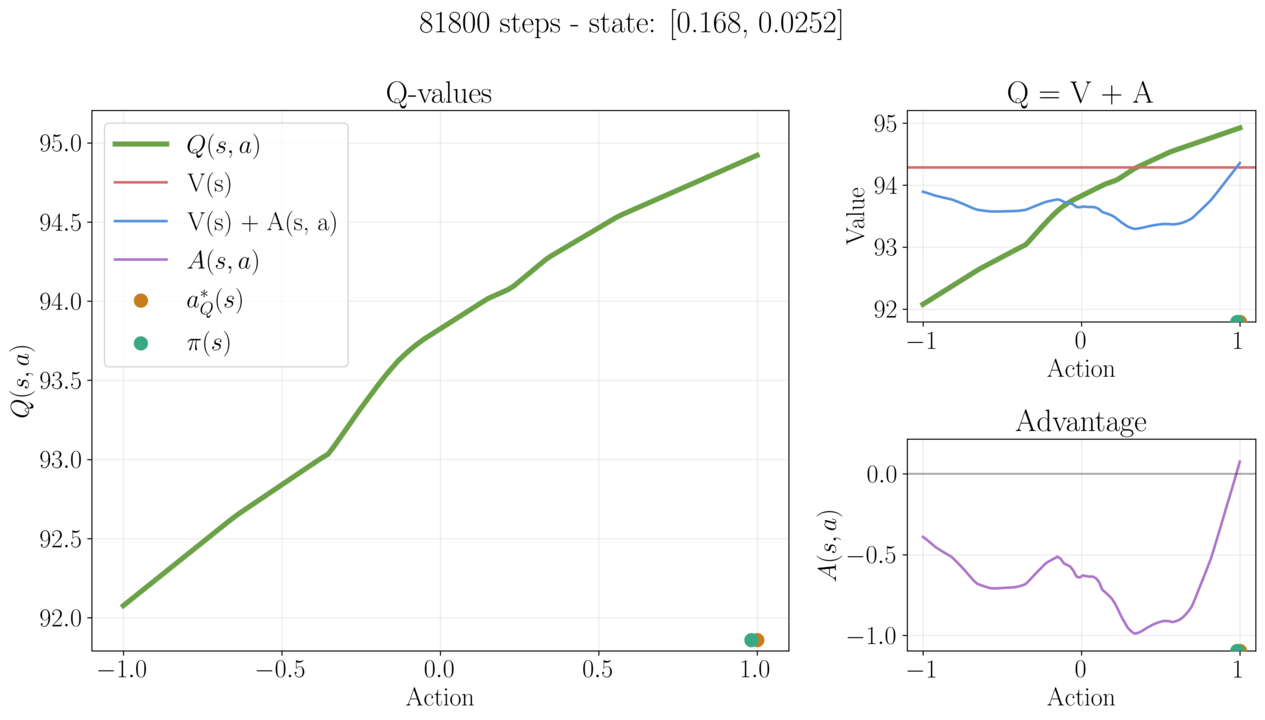 81800 steps - state: [0.168, 0.0252]
Q-values
Q(s, a)
95.0
94.5
94.0
93.5
93.0
92.5
92.0
−1.0 −0.5 0.0 0.5 1.0
Action
Q(s, a)
V(s)
V(s) + A(s, a)
A(s, a)
a*Q(s)
π(s)
Q = V + A
Value
95
94
93
92
−1 0 1
Action
Advantage
A(s, a)
0.0
−0.5
−1.0
−1 0 1
Action